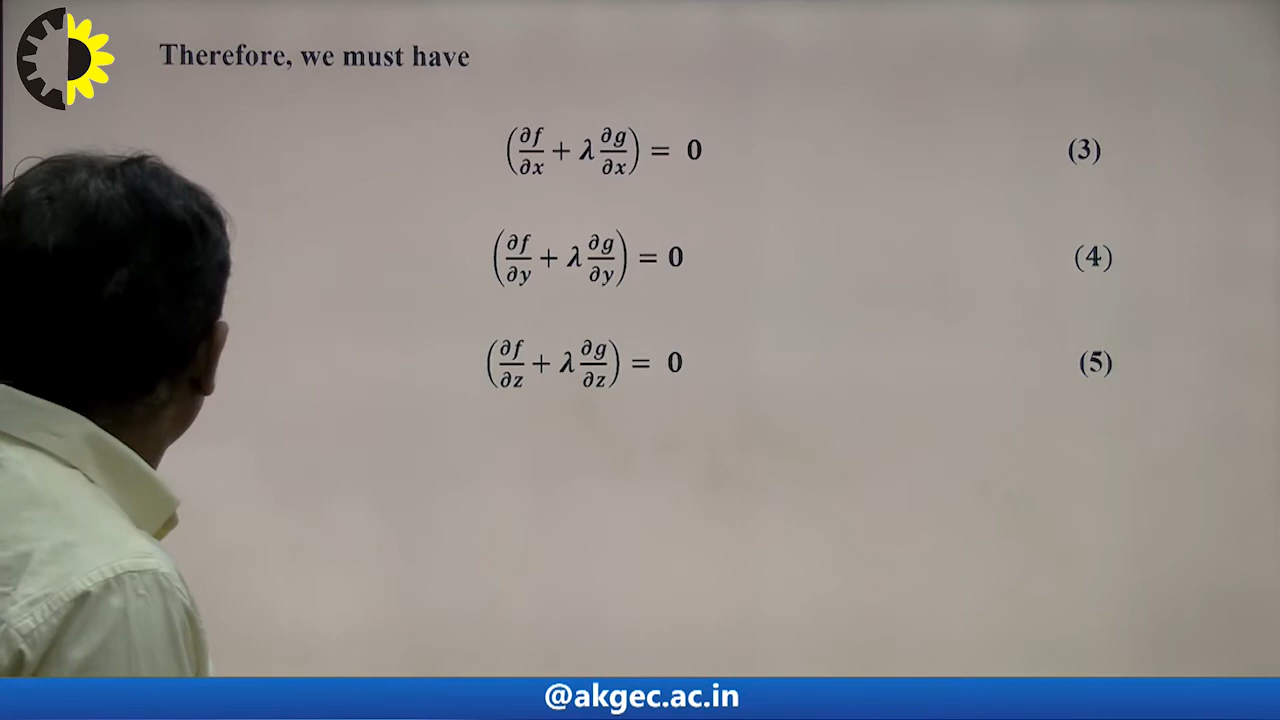 Therefore, we must have
(∂f/∂x + λ ∂g/∂x) = 0 (3)
(∂f/∂y + λ ∂g/∂y) = 0 (4)
(∂f/∂z + λ ∂g/∂z) = 0 (5)
@akgec.ac.in